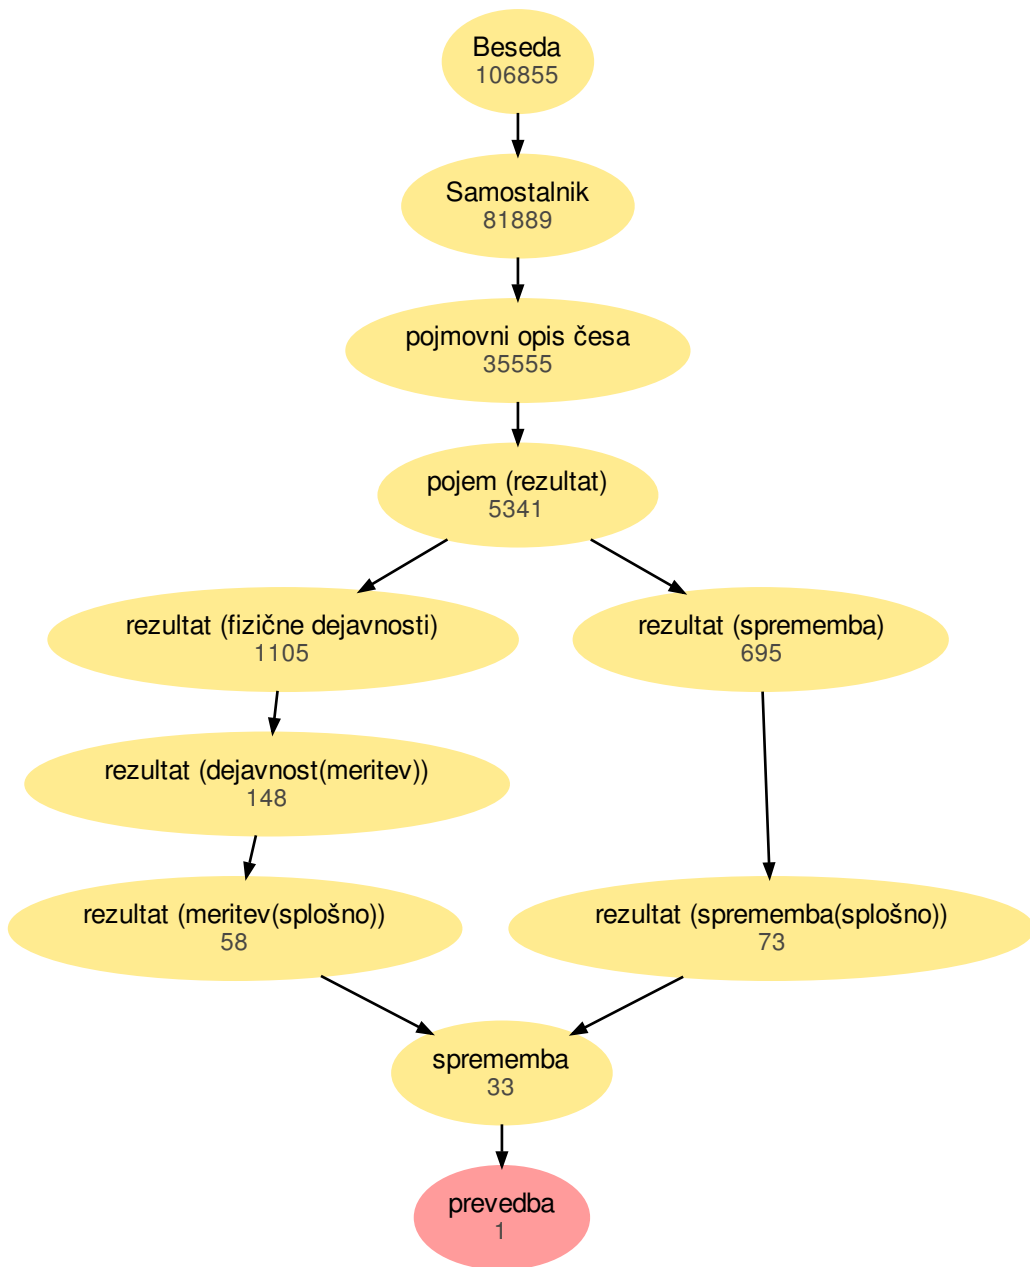 Beseda
106855
Samostalnik
81889
pojmovni opis česa
35555
pojem (rezultat)
5341
rezultat (fizične dejavnosti)
1105
rezultat (sprememba)
695
rezultat (dejavnost(meritev))
148
rezultat (meritev(splošno))
58
rezultat (sprememba(splošno))
73
sprememba
33
prevedba
1